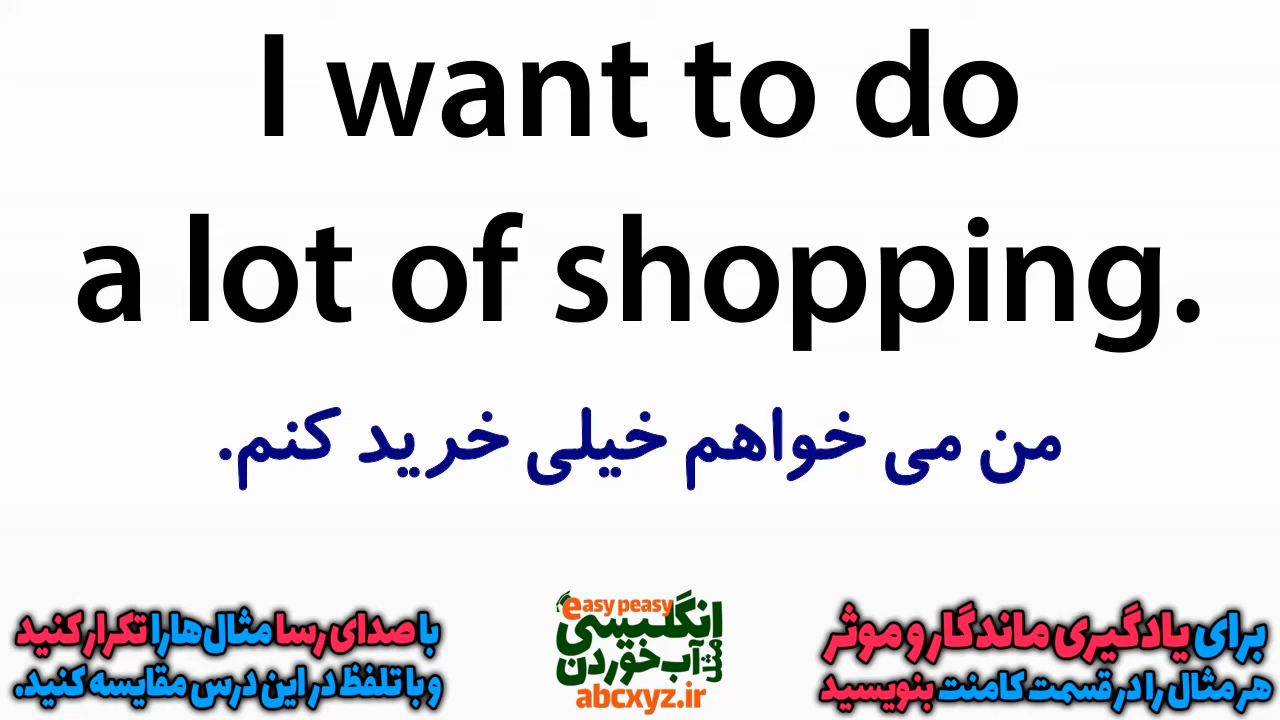 I want to do
a lot of shopping.
من می خواهم خیلی خرید کنم.
برای یادگیری ماندگار و موثر
هر مثال را در قسمت کامنت بنویسید
easy peasy
انگلیسی
مثل آب خوردن
abcxyz.ir
با صدای رسا مثال‌ها را تکرار کنید
و با تلفظ در این درس مقایسه کنید.